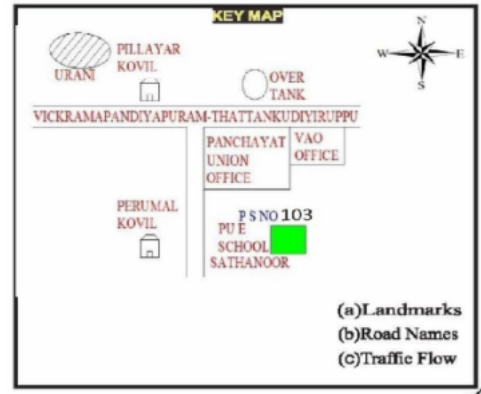 KEY MAP
N
W E
S
PILLAYAR
KOVIL
URANI
OVER
TANK
VICKRAMAPANDIYAPURAM-THATTANKUDIYIRUPPU
PANCHAYAT
UNION
OFFICE
VAO
OFFICE
PERUMAL
KOVIL
P S NO 103
PU E
SCHOOL
SATHANOOR
(a)Landmarks
(b)Road Names
(c)Traffic Flow